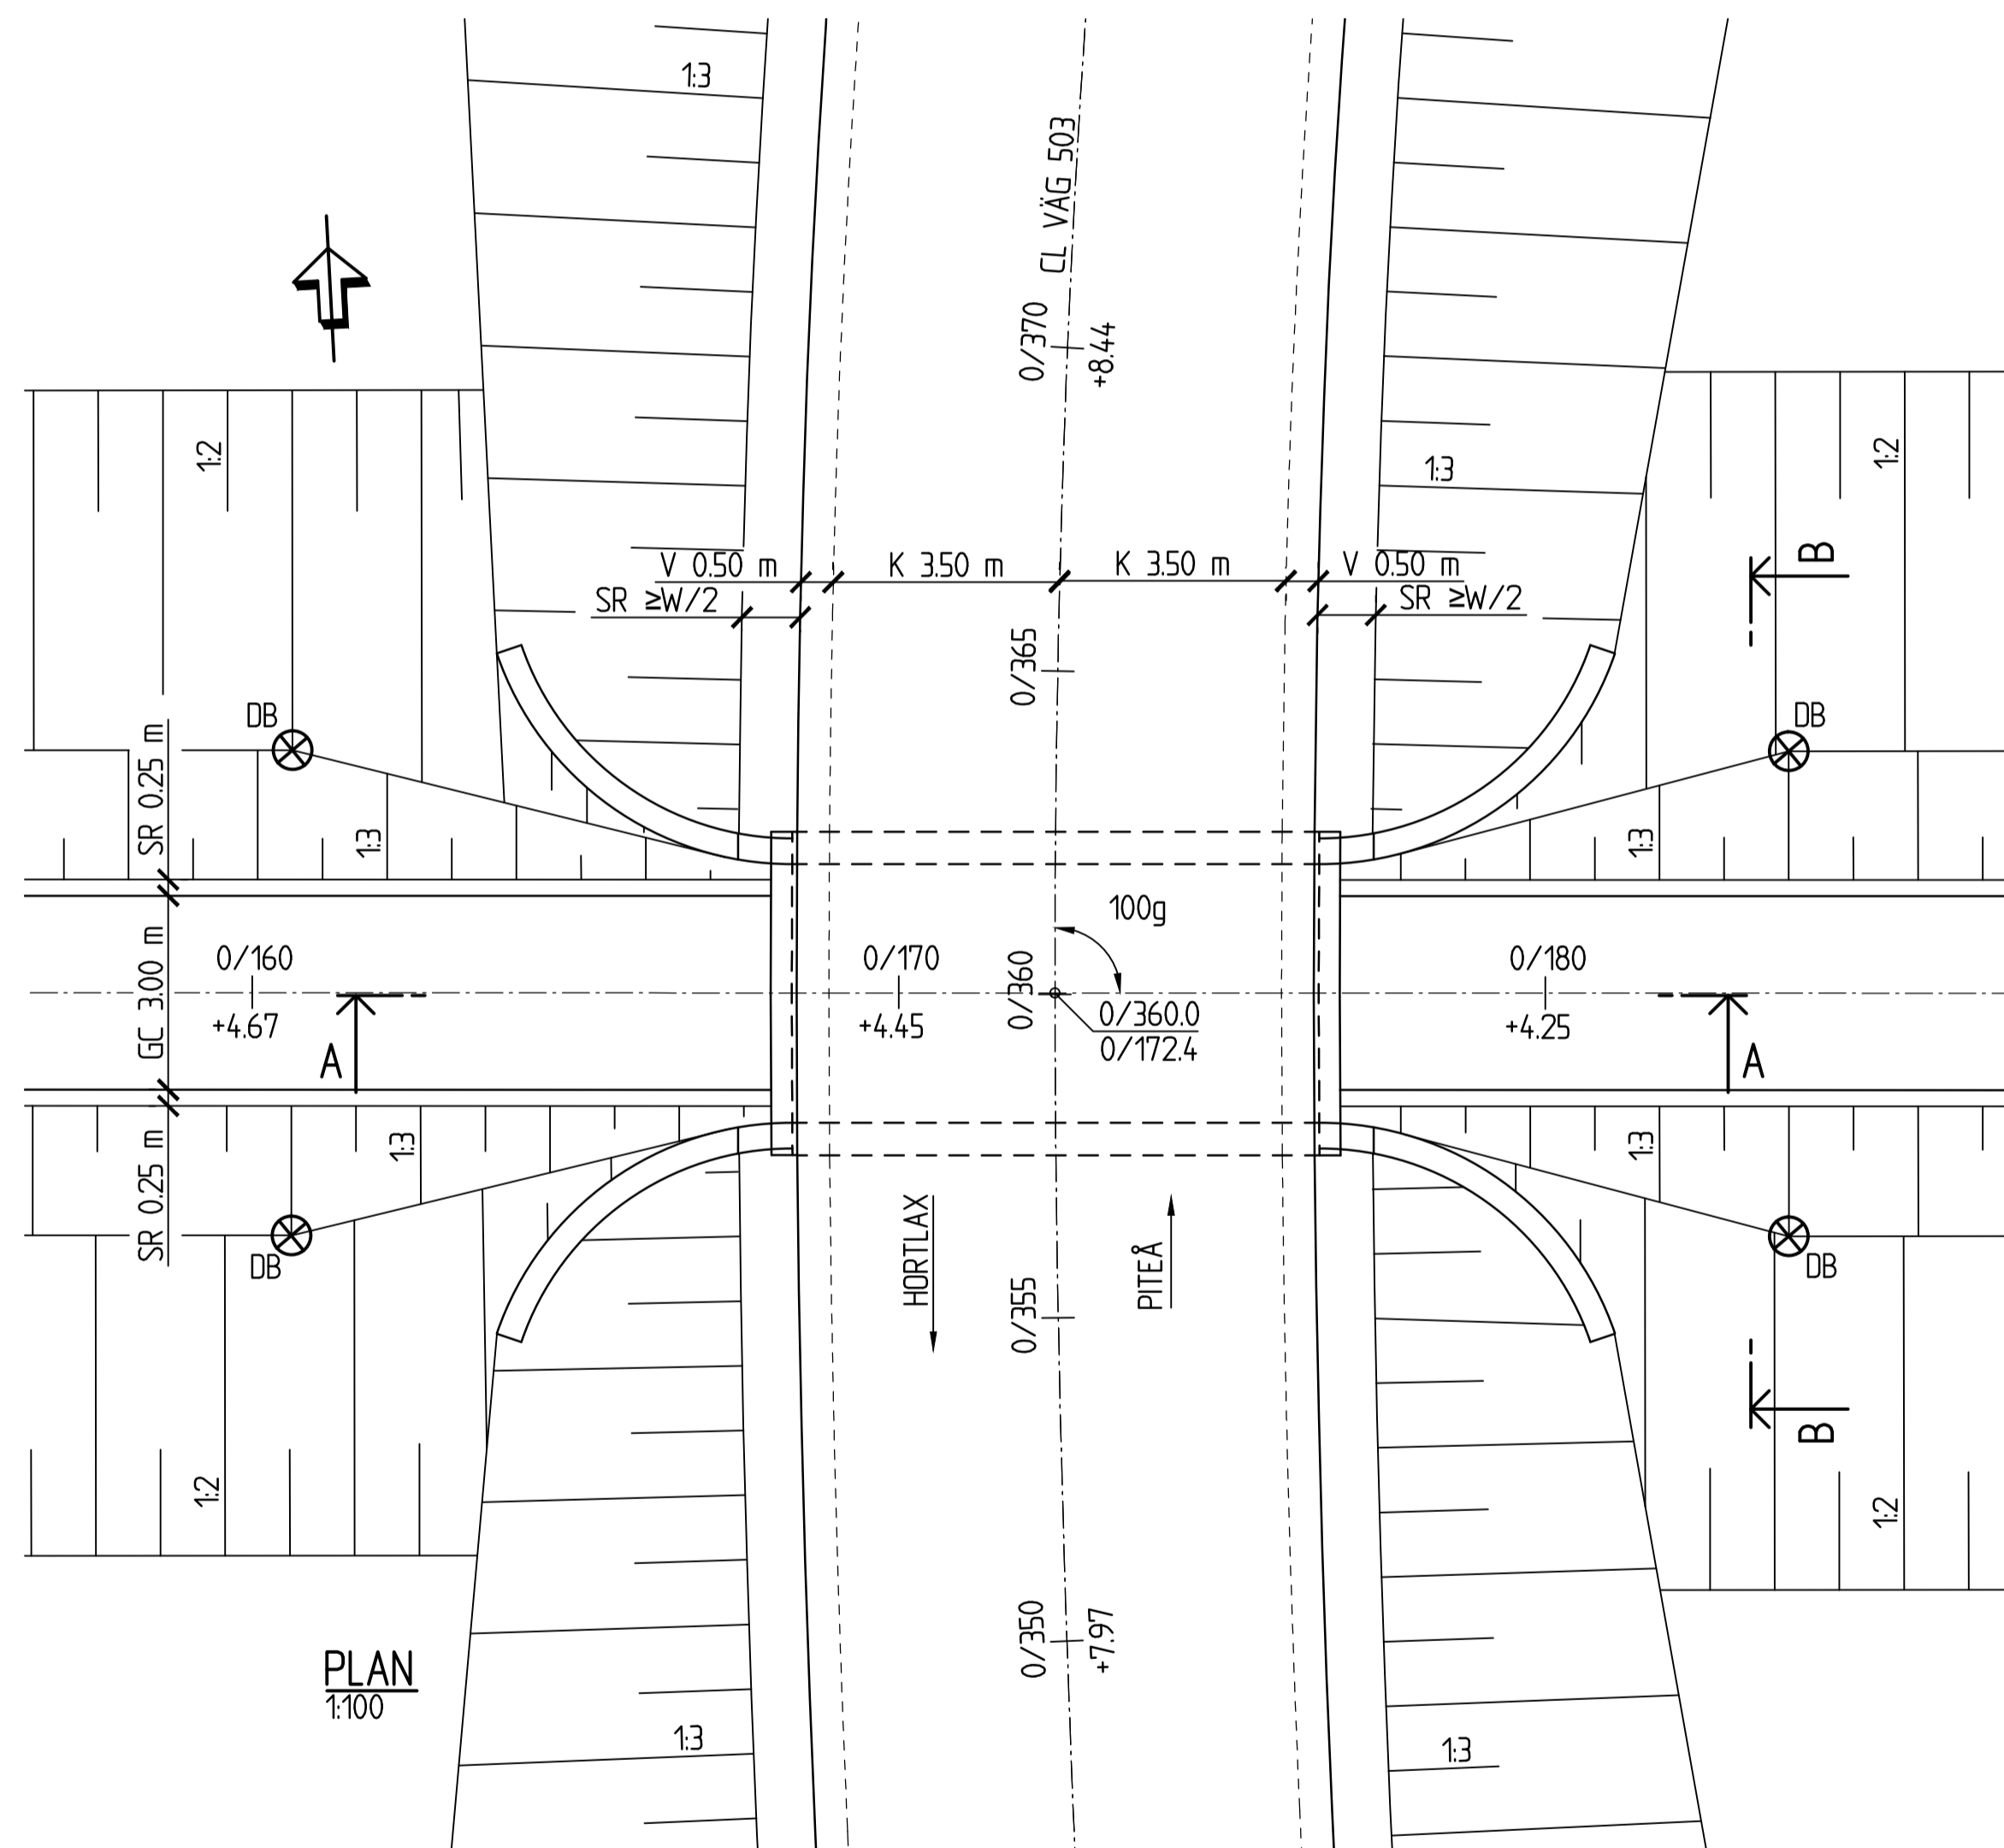 1:3
CL VÄG 503
0/370
+8.44
1:2
1:3
1:2
V 0.50 m
K 3.50 m
K 3.50 m
V 0.50 m
SR ≥W/2
SR ≥W/2
B
0/365
DB
DB
SR 0.25 m
1:3
1:3
100g
0/160
0/170
0/360
0/180
GC 3.00 m
+4.67
+4.45
0/360.0
0/172.4
+4.25
A
A
1:3
1:3
SR 0.25 m
HORTLAX
PITEÅ
DB
DB
0/355
B
1:2
1:2
0/350
+7.97
PLAN
1:100
1:3
1:3